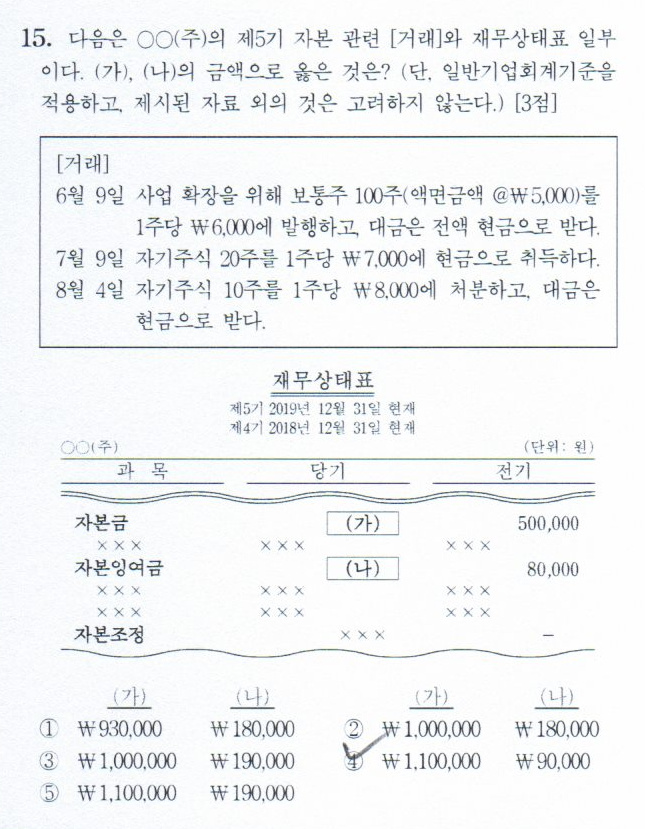 15. 다음은 ○○(주)의 제5기 자본 관련 [거래]와 재무상태표 일부
이다. (가), (나)의 금액으로 옳은 것은? (단, 일반기업회계기준을
적용하고, 제시된 자료 외의 것은 고려하지 않는다.) [3점]
[거래]
6월 9일 사업 확장을 위해 보통주 100주(액면금액 @₩5,000)를
1주당 ₩6,000에 발행하고, 대금은 전액 현금으로 받다.
7월 9일 자기주식 20주를 1주당 ₩7,000에 현금으로 취득하다.
8월 4일 자기주식 10주를 1주당 ₩8,000에 처분하고, 대금은
현금으로 받다.
재무상태표
제5기 2019년 12월 31일 현재
제4기 2018년 12월 31일 현재
○○(주) (단위: 원)
과 목 당기 전기
자본금 (가) 500,000
××× ××× ×××
자본잉여금 (나) 80,000
××× ××× ×××
××× ××× ×××
자본조정 ××× －
(가) (나) (가) (나)
① ₩930,000 ₩180,000 ② ₩1,000,000 ₩180,000
③ ₩1,000,000 ₩190,000 ④ ₩1,100,000 ₩90,000
⑤ ₩1,100,000 ₩190,000